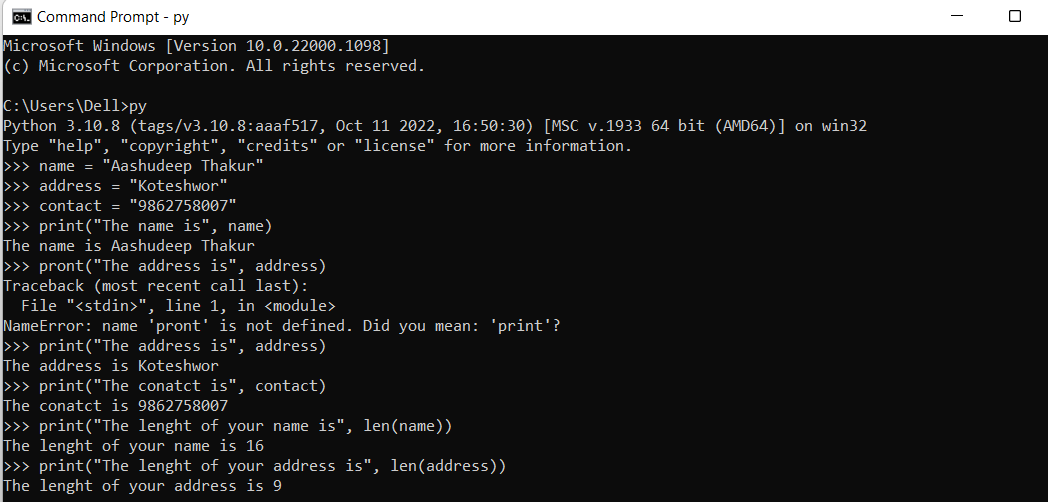 Command Prompt - py
Microsoft Windows [Version 10.0.22000.1098]
(c) Microsoft Corporation. All rights reserved.
C:\Users\Dell>py
Python 3.10.8 (tags/v3.10.8:aaaf517, Oct 11 2022, 16:50:30) [MSC v.1933 64 bit (AMD64)] on win32
Type "help", "copyright", "credits" or "license" for more information.
>>> name = "Aashudeep Thakur"
>>> address = "Koteshwor"
>>> contact = "9862758007"
>>> print("The name is", name)
The name is Aashudeep Thakur
>>> pront("The address is", address)
Traceback (most recent call last):
  File "<stdin>", line 1, in <module>
NameError: name 'pront' is not defined. Did you mean: 'print'?
>>> print("The address is", address)
The address is Koteshwor
>>> print("The conatct is", contact)
The conatct is 9862758007
>>> print("The lenght of your name is", len(name))
The lenght of your name is 16
>>> print("The lenght of your address is", len(address))
The lenght of your address is 9